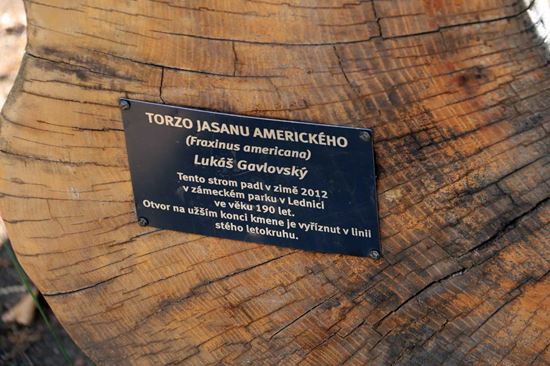 TORZO JASANU AMERICKÉHO
(Fraxinus americana)
Lukáš Gavlovský
Tento strom padl v zimě 2012
v zámeckém parku v Lednici
ve věku 190 let.
Otvor na užším konci kmene je vyříznut v linii
stého letokruhu.